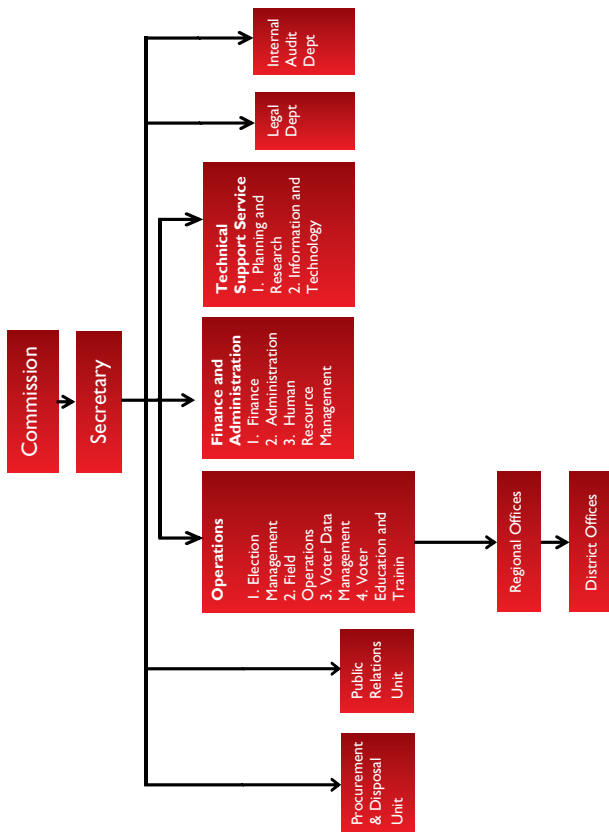 Commission
Secretary
Procurement
& Disposal
Unit
Public
Relations
Unit
Operations
1. Election
Management
2. Field
Operations
3. Voter Data
Management
4. Voter
Education and
Trainin
Finance and
Administration
1. Finance
2. Administration
3. Human
Resource
Management
Technical
Support Service
1. Planning and
Research
2. Information and
Technology
Legal
Dept
Internal
Audit
Dept
Regional Offices
District Offices